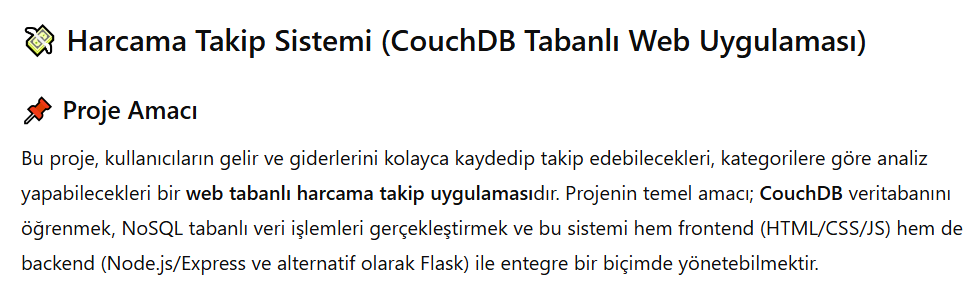 Harcama Takip Sistemi (CouchDB Tabanlı Web Uygulaması)
Proje Amacı
Bu proje, kullanıcıların gelir ve giderlerini kolayca kaydedip takip edebilecekleri, kategorilere göre analiz
yapabilecekleri bir web tabanlı harcama takip uygulamasıdır. Projenin temel amacı; CouchDB veritabanını
öğrenmek, NoSQL tabanlı veri işlemleri gerçekleştirmek ve bu sistemi hem frontend (HTML/CSS/JS) hem de
backend (Node.js/Express ve alternatif olarak Flask) ile entegre bir biçimde yönetebilmektir.